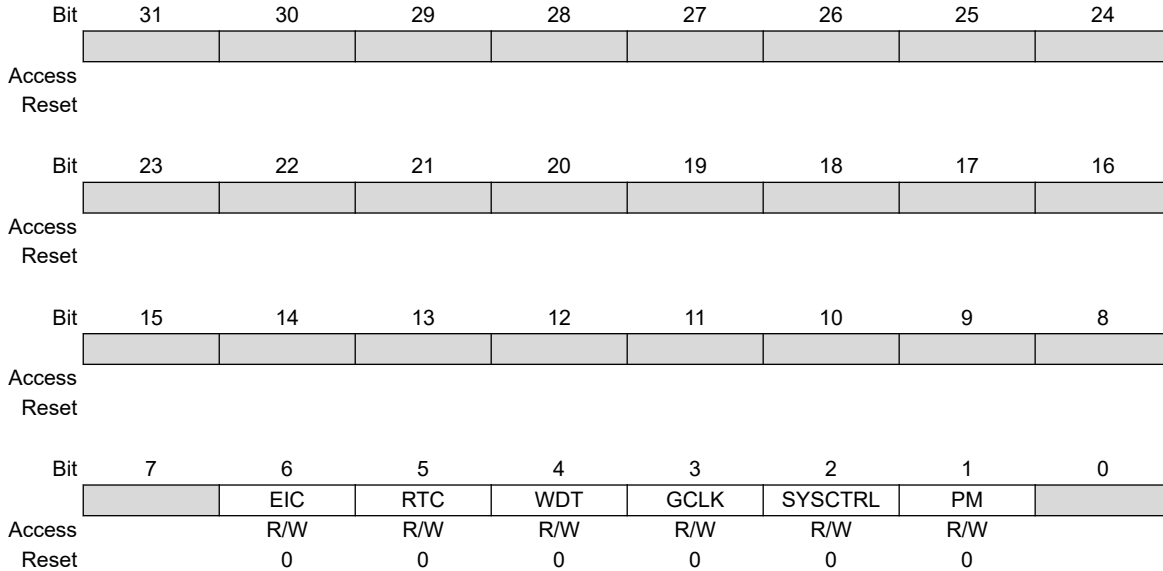 Bit 31 30 29 28 27 26 25 24
Access
Reset
Bit 23 22 21 20 19 18 17 16
Access
Reset
Bit 15 14 13 12 11 10 9 8
Access
Reset
Bit 7 6 5 4 3 2 1 0
EIC RTC WDT GCLK SYSCTRL PM
Access R/W R/W R/W R/W R/W R/W
Reset 0 0 0 0 0 0